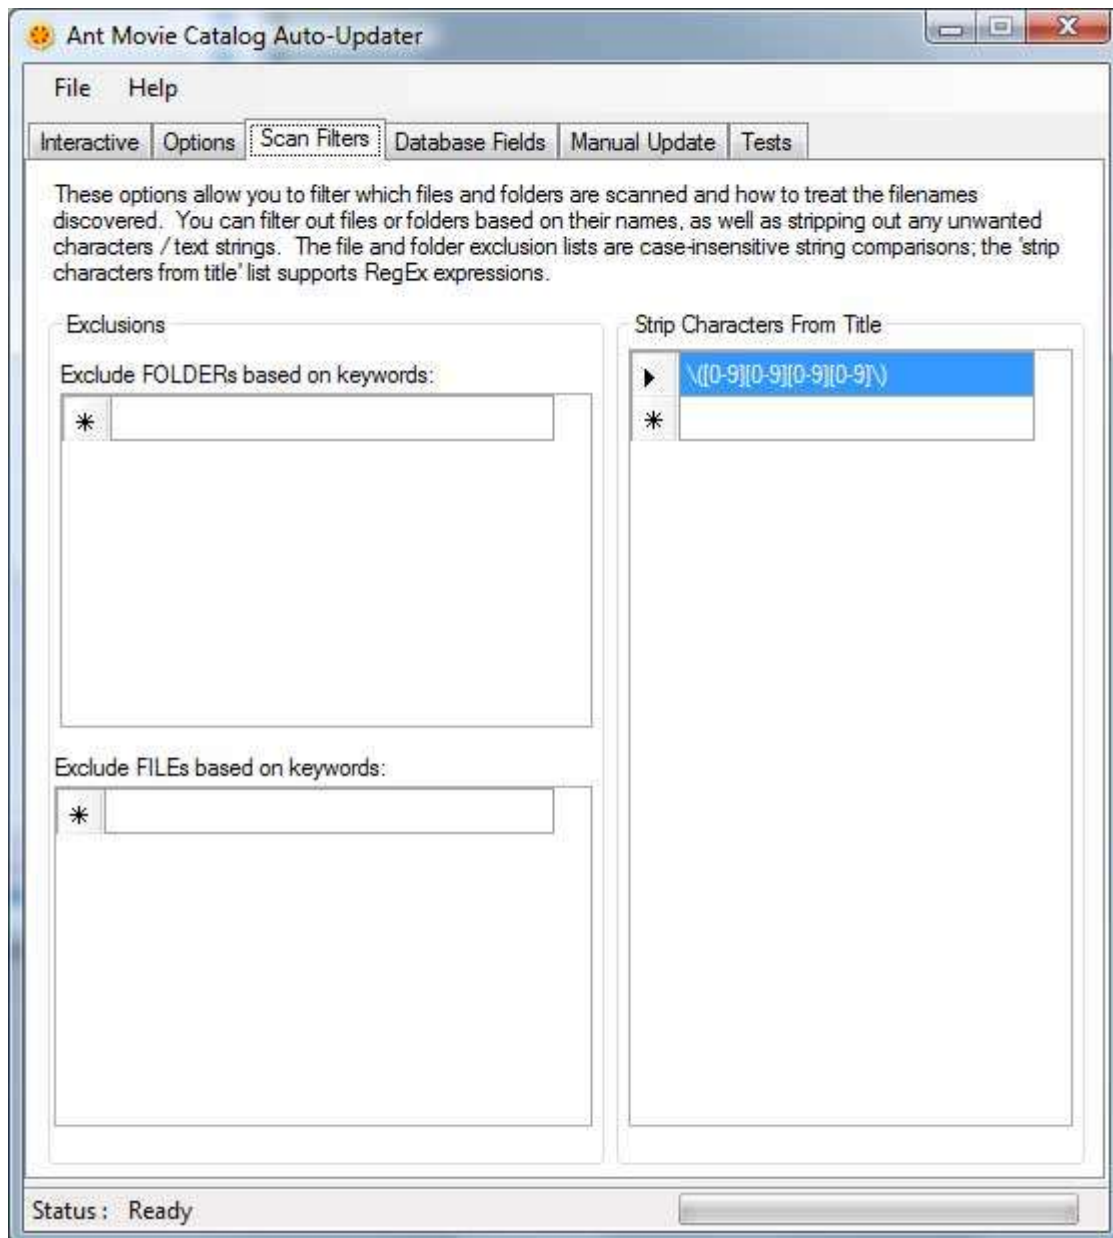 Ant Movie Catalog Auto-Updater
File Help
Interactive Options Scan Filters Database Fields Manual Update Tests
These options allow you to filter which files and folders are scanned and how to treat the filenames
discovered. You can filter out files or folders based on their names, as well as stripping out any unwanted
characters / text strings. The file and folder exclusion lists are case-insensitive string comparisons; the 'strip
characters from title' list supports RegEx expressions.
Exclusions
Exclude FOLDERs based on keywords:
Exclude FILEs based on keywords:
Strip Characters From Title
\([0-9][0-9][0-9][0-9]\)
Status : Ready